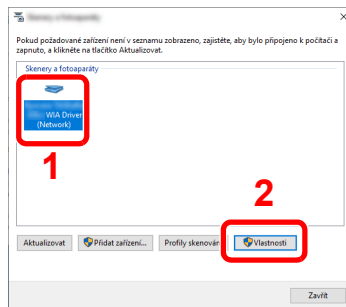 Pokud požadované zařízení není v seznamu zobrazeno, zajistěte, aby bylo připojeno k počítači a
zapnuto, a klikněte na tlačítko Aktualizovat.
Skenery a fotoaparáty
WIA Driver
(Network)
1
2
Aktualizovat
Přidat zařízení...
Profily skenován
Vlastnosti
Zavřít